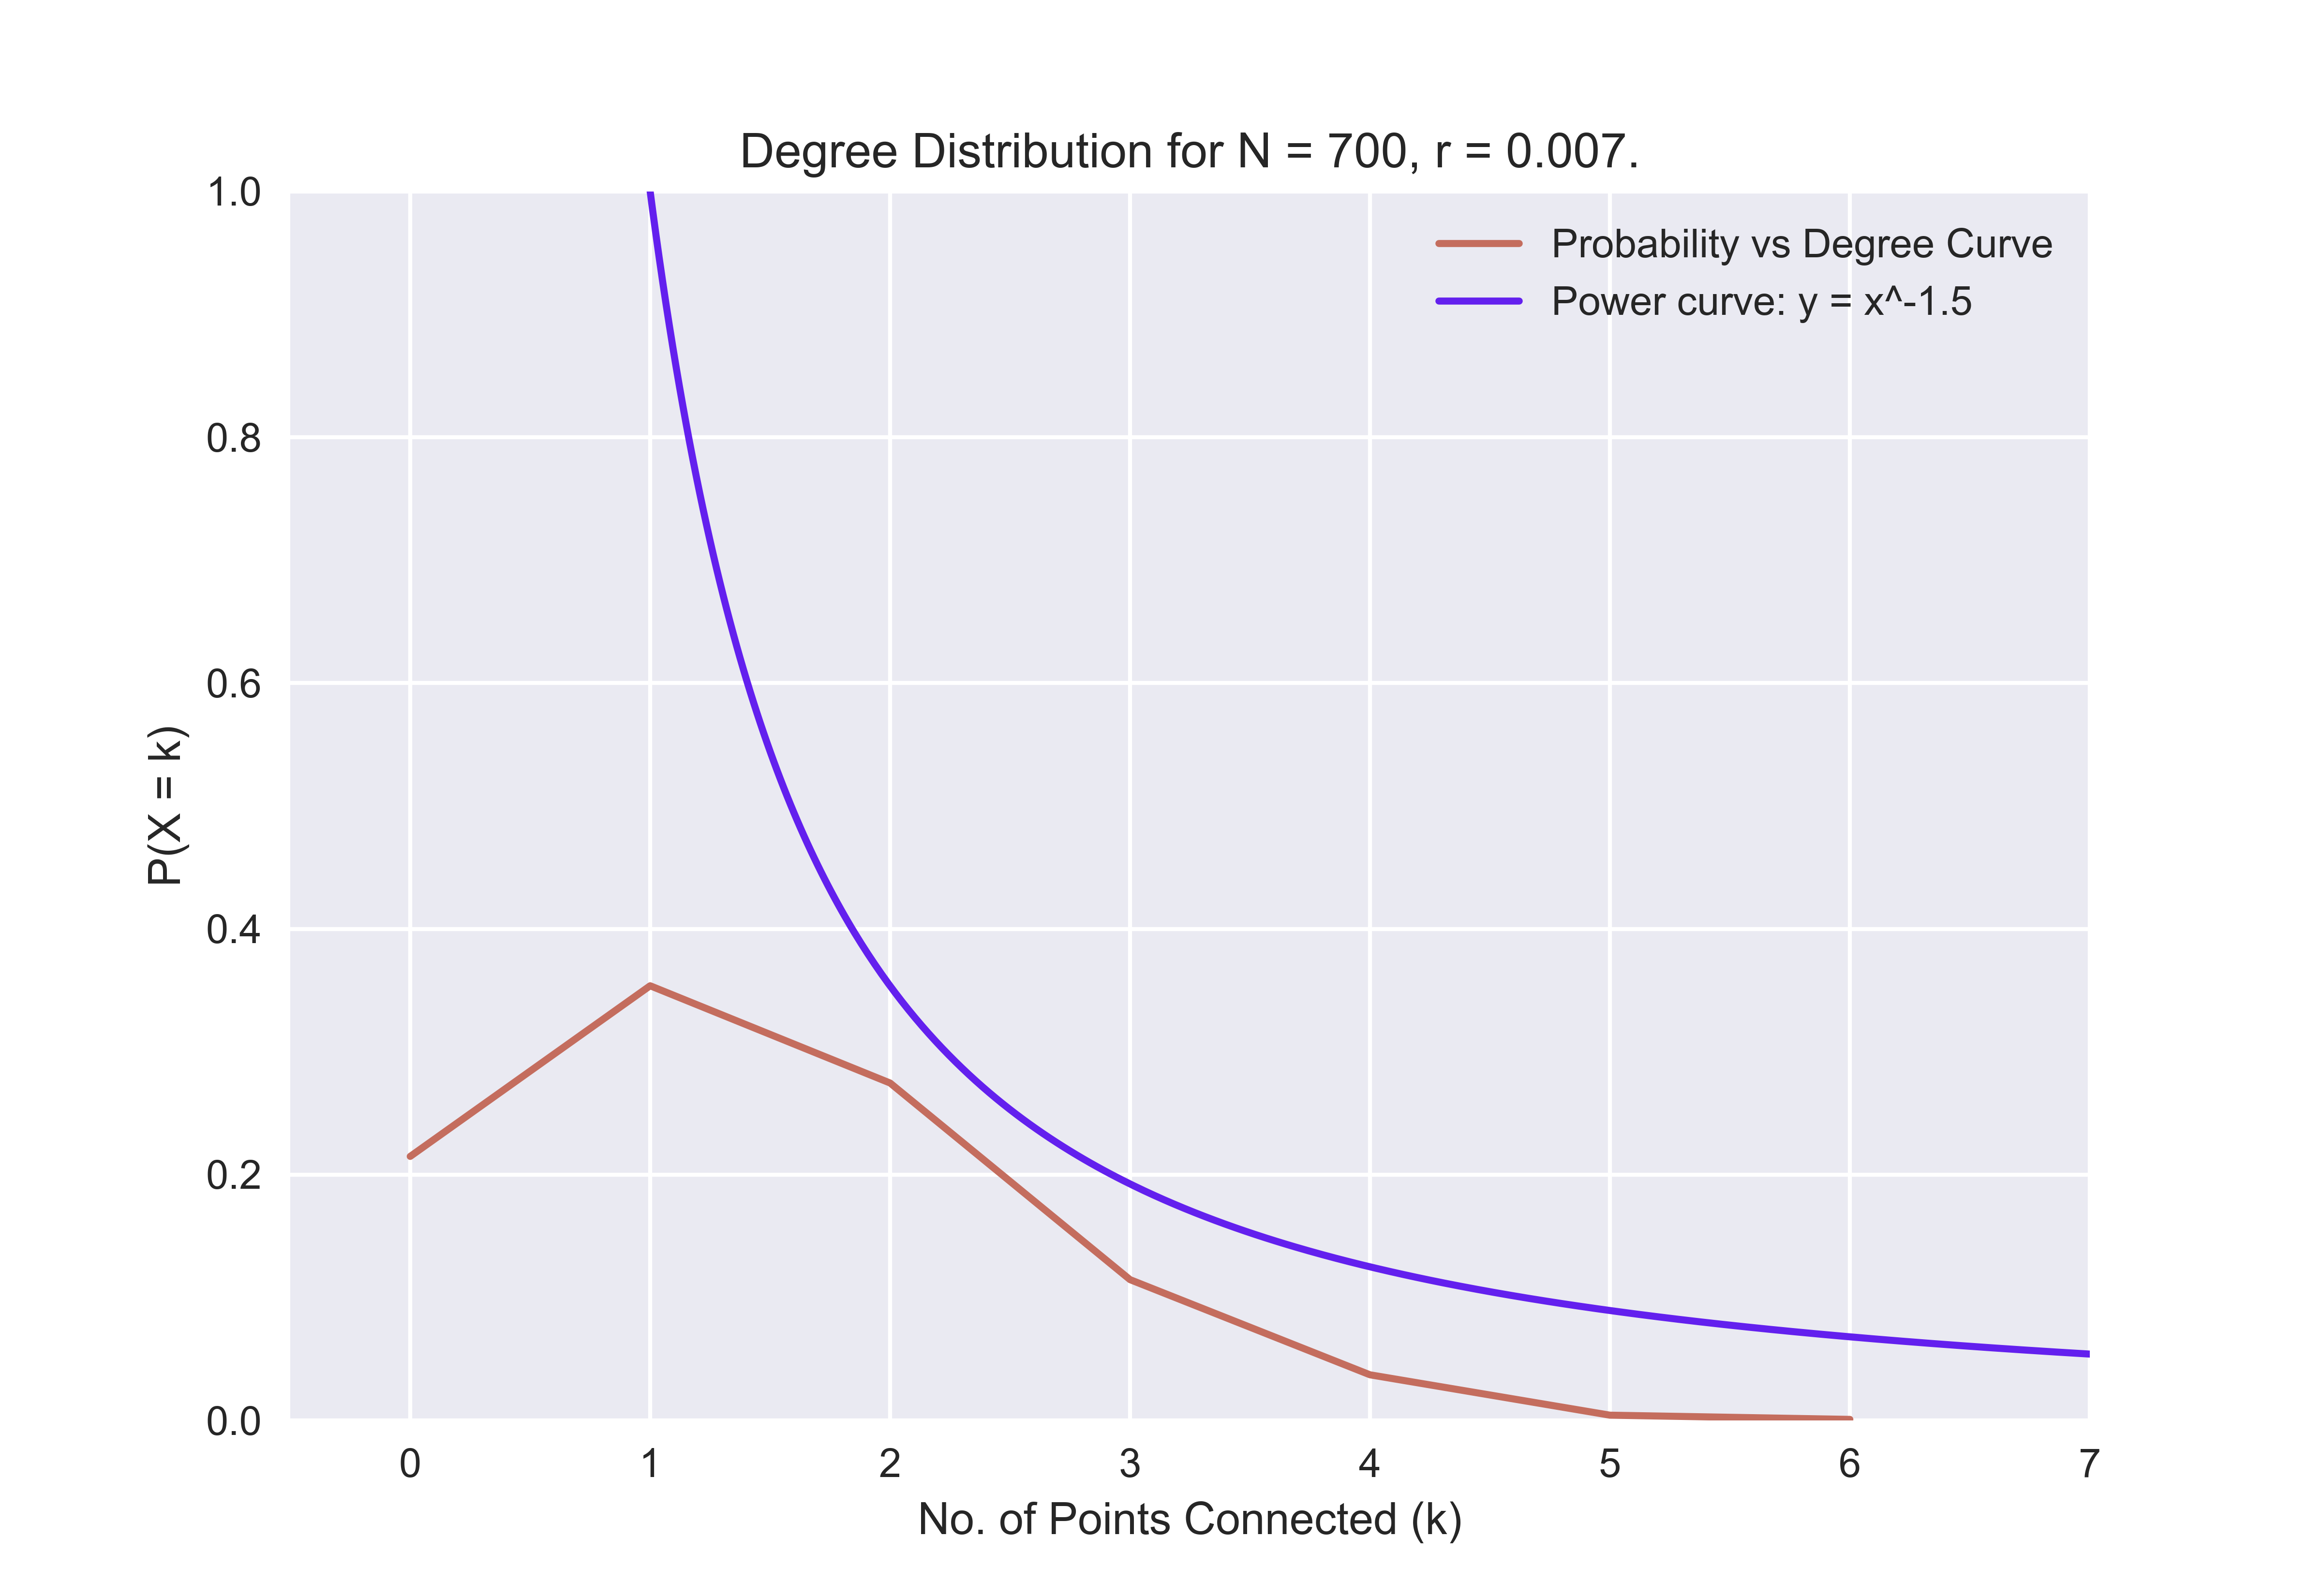 Degree Distribution for N = 700, r = 0.007.
Probability vs Degree Curve
Power curve: y = x^-1.5
P(X = k)
1.0
0.8
0.6
0.4
0.2
0.0
0 1 2 3 4 5 6 7
No. of Points Connected (k)